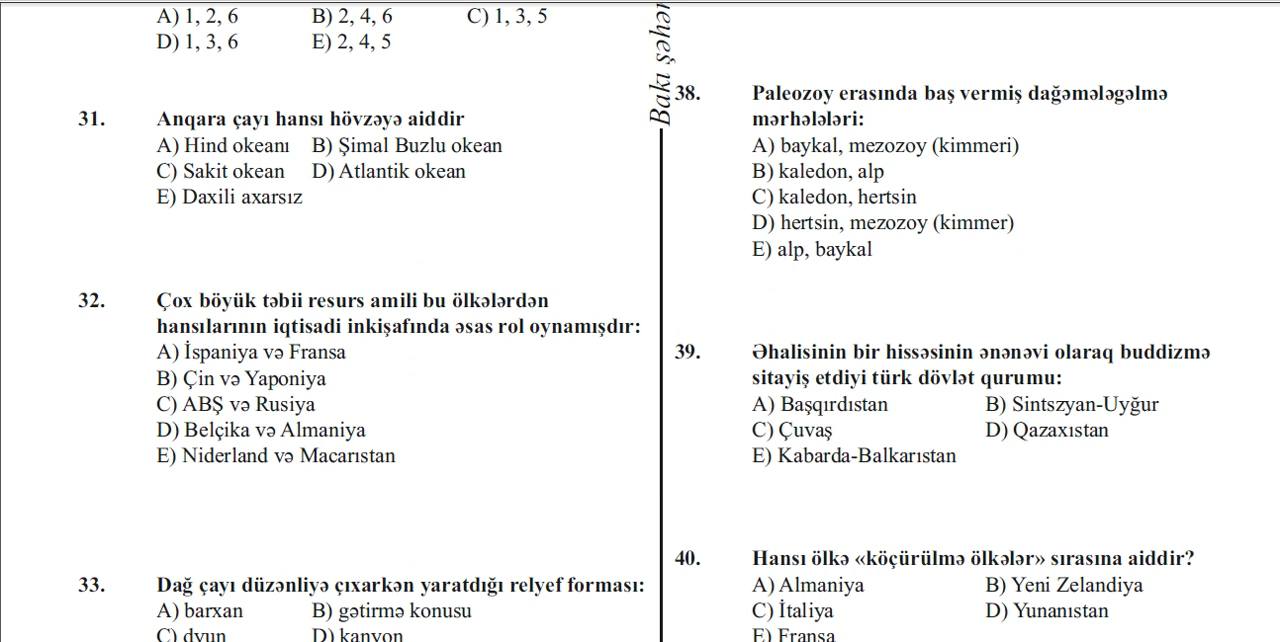 A) 1, 2, 6 B) 2, 4, 6 C) 1, 3, 5
D) 1, 3, 6 E) 2, 4, 5
31. Anqara çayı hansı hövzəyə aiddir
A) Hind okeanı B) Şimal Buzlu okean
C) Sakit okean D) Atlantik okean
E) Daxili axarsız
32. Çox böyük təbii resurs amili bu ölkələrdən
hansılarının iqtisadi inkişafında əsas rol oynamışdır:
A) İspaniya və Fransa
B) Çin və Yaponiya
C) ABŞ və Rusiya
D) Belçika və Almaniya
E) Niderland və Macarıstan
33. Dağ çayı düzənliyə çıxarkən yaratdığı relyef forması:
A) barxan B) gətirmə konusu
C) dyun D) kanyon
Bakı
38. Paleozoy erasında baş vermiş dağəmələgəlmə
mərhələləri:
A) baykal, mezozoy (kimmeri)
B) kaledon, alp
C) kaledon, hertsin
D) hertsin, mezozoy (kimmer)
E) alp, baykal
39. Əhalisinin bir hissəsinin ənənəvi olaraq buddizmə
sitayiş etdiyi türk dövlət qurumu:
A) Başqırdıstan B) Sintszyan-Uyğur
C) Çuvaş D) Qazaxıstan
E) Kabarda-Balkarıstan
40. Hansı ölkə «köçürülmə ölkələr» sırasına aiddir?
A) Almaniya B) Yeni Zelandiya
C) İtaliya D) Yunanıstan
E) Fransa